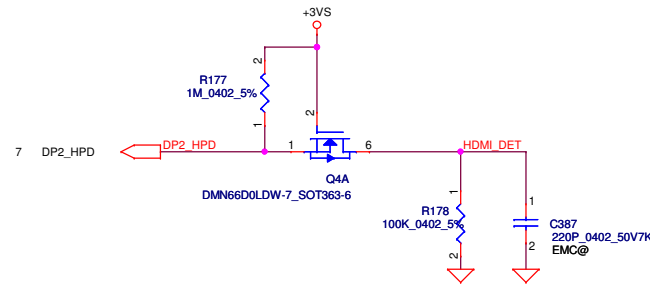 +3VS
2
R177
1M_0402_5%
1
2
7 DP2_HPD
DP2_HPD
1
6
HDMI_DET
Q4A
DMN66D0LDW-7_SOT363-6
1
R178
100K_0402_5%
2
1
C387
220P_0402_50V7K
2
EMC@